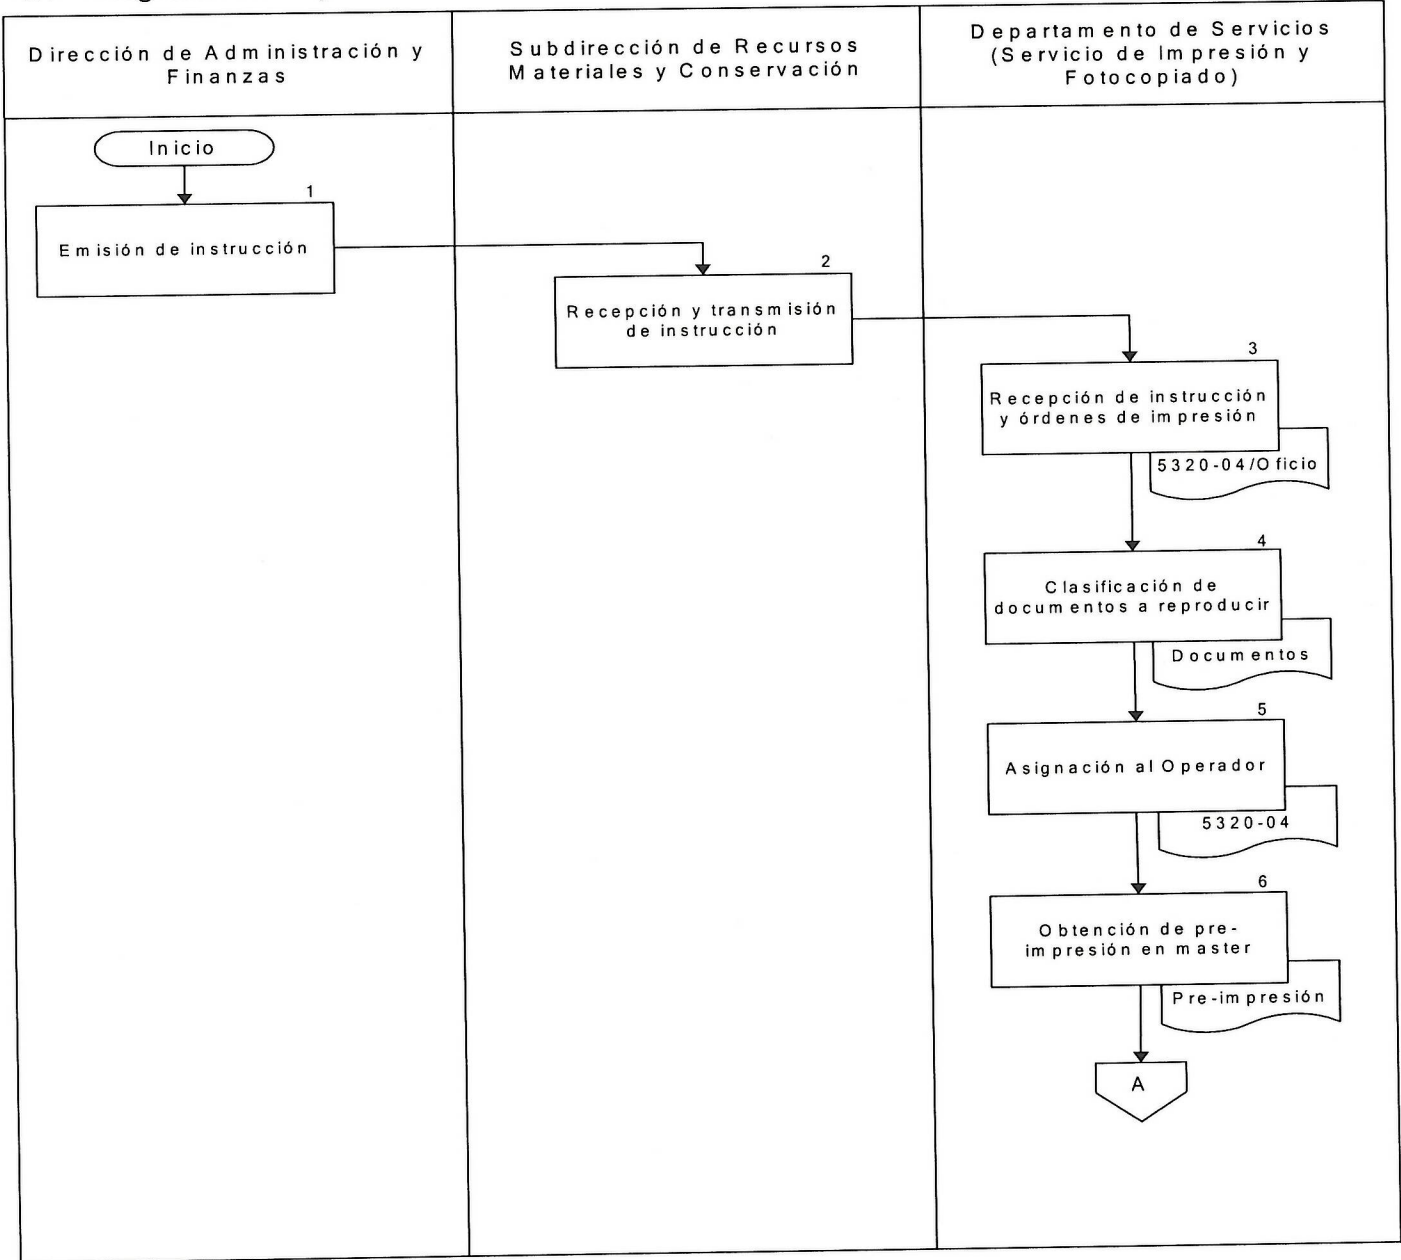 Dirección de Administración y
Finanzas
Subdirección de Recursos
Materiales y Conservación
Departamento de Servicios
(Servicio de Impresión y
Fotocopiado)
Inicio
1
Emisión de instrucción
2
Recepción y transmisión
de instrucción
3
Recepción de instrucción
y órdenes de impresión
5320-04/Oficio
4
Clasificación de
documentos a reproducir
Documentos
5
Asignación al Operador
5320-04
6
Obtención de pre-
impresión en master
Pre-impresión
A